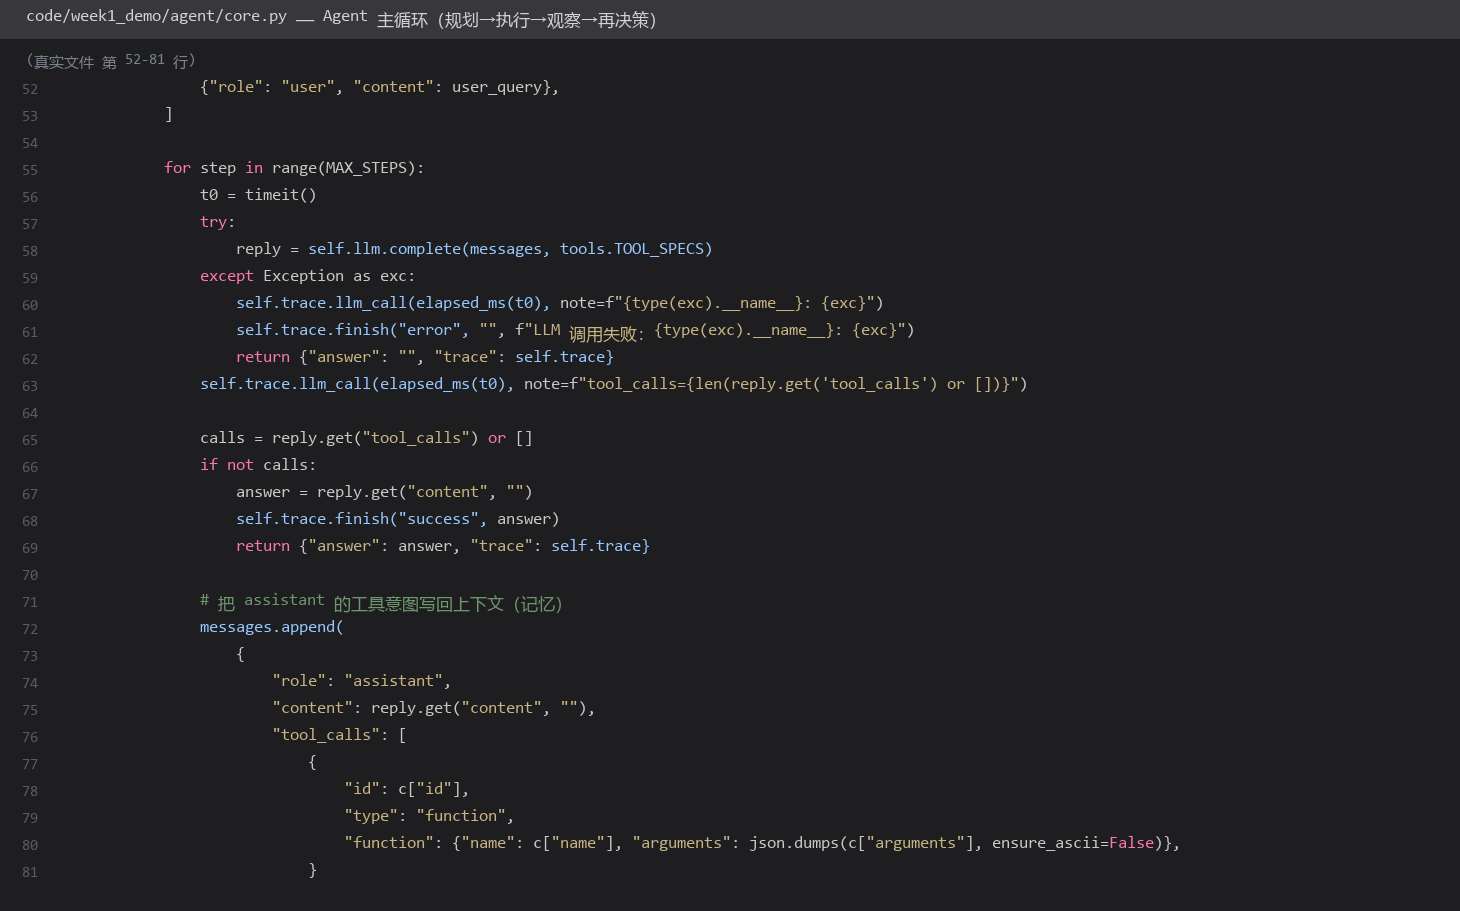 code/week1_demo/agent/core.py — Agent 主循环（规划→执行→观察→再决策）
（真实文件 第 52-81 行）
52                 {"role": "user", "content": user_query},
53             ]
54
55             for step in range(MAX_STEPS):
56                 t0 = timeit()
57                 try:
58                     reply = self.llm.complete(messages, tools.TOOL_SPECS)
59                 except Exception as exc:
60                     self.trace.llm_call(elapsed_ms(t0), note=f"{type(exc).__name__}: {exc}")
61                     self.trace.finish("error", "", f"LLM 调用失败: {type(exc).__name__}: {exc}")
62                     return {"answer": "", "trace": self.trace}
63                 self.trace.llm_call(elapsed_ms(t0), note=f"tool_calls={len(reply.get('tool_calls') or [])}")
64
65                 calls = reply.get("tool_calls") or []
66                 if not calls:
67                     answer = reply.get("content", "")
68                     self.trace.finish("success", answer)
69                     return {"answer": answer, "trace": self.trace}
70
71                 # 把 assistant 的工具意图写回上下文（记忆）
72                 messages.append(
73                     {
74                         "role": "assistant",
75                         "content": reply.get("content", ""),
76                         "tool_calls": [
77                             {
78                                 "id": c["id"],
79                                 "type": "function",
80                                 "function": {"name": c["name"], "arguments": json.dumps(c["arguments"], ensure_ascii=False)},
81                             }